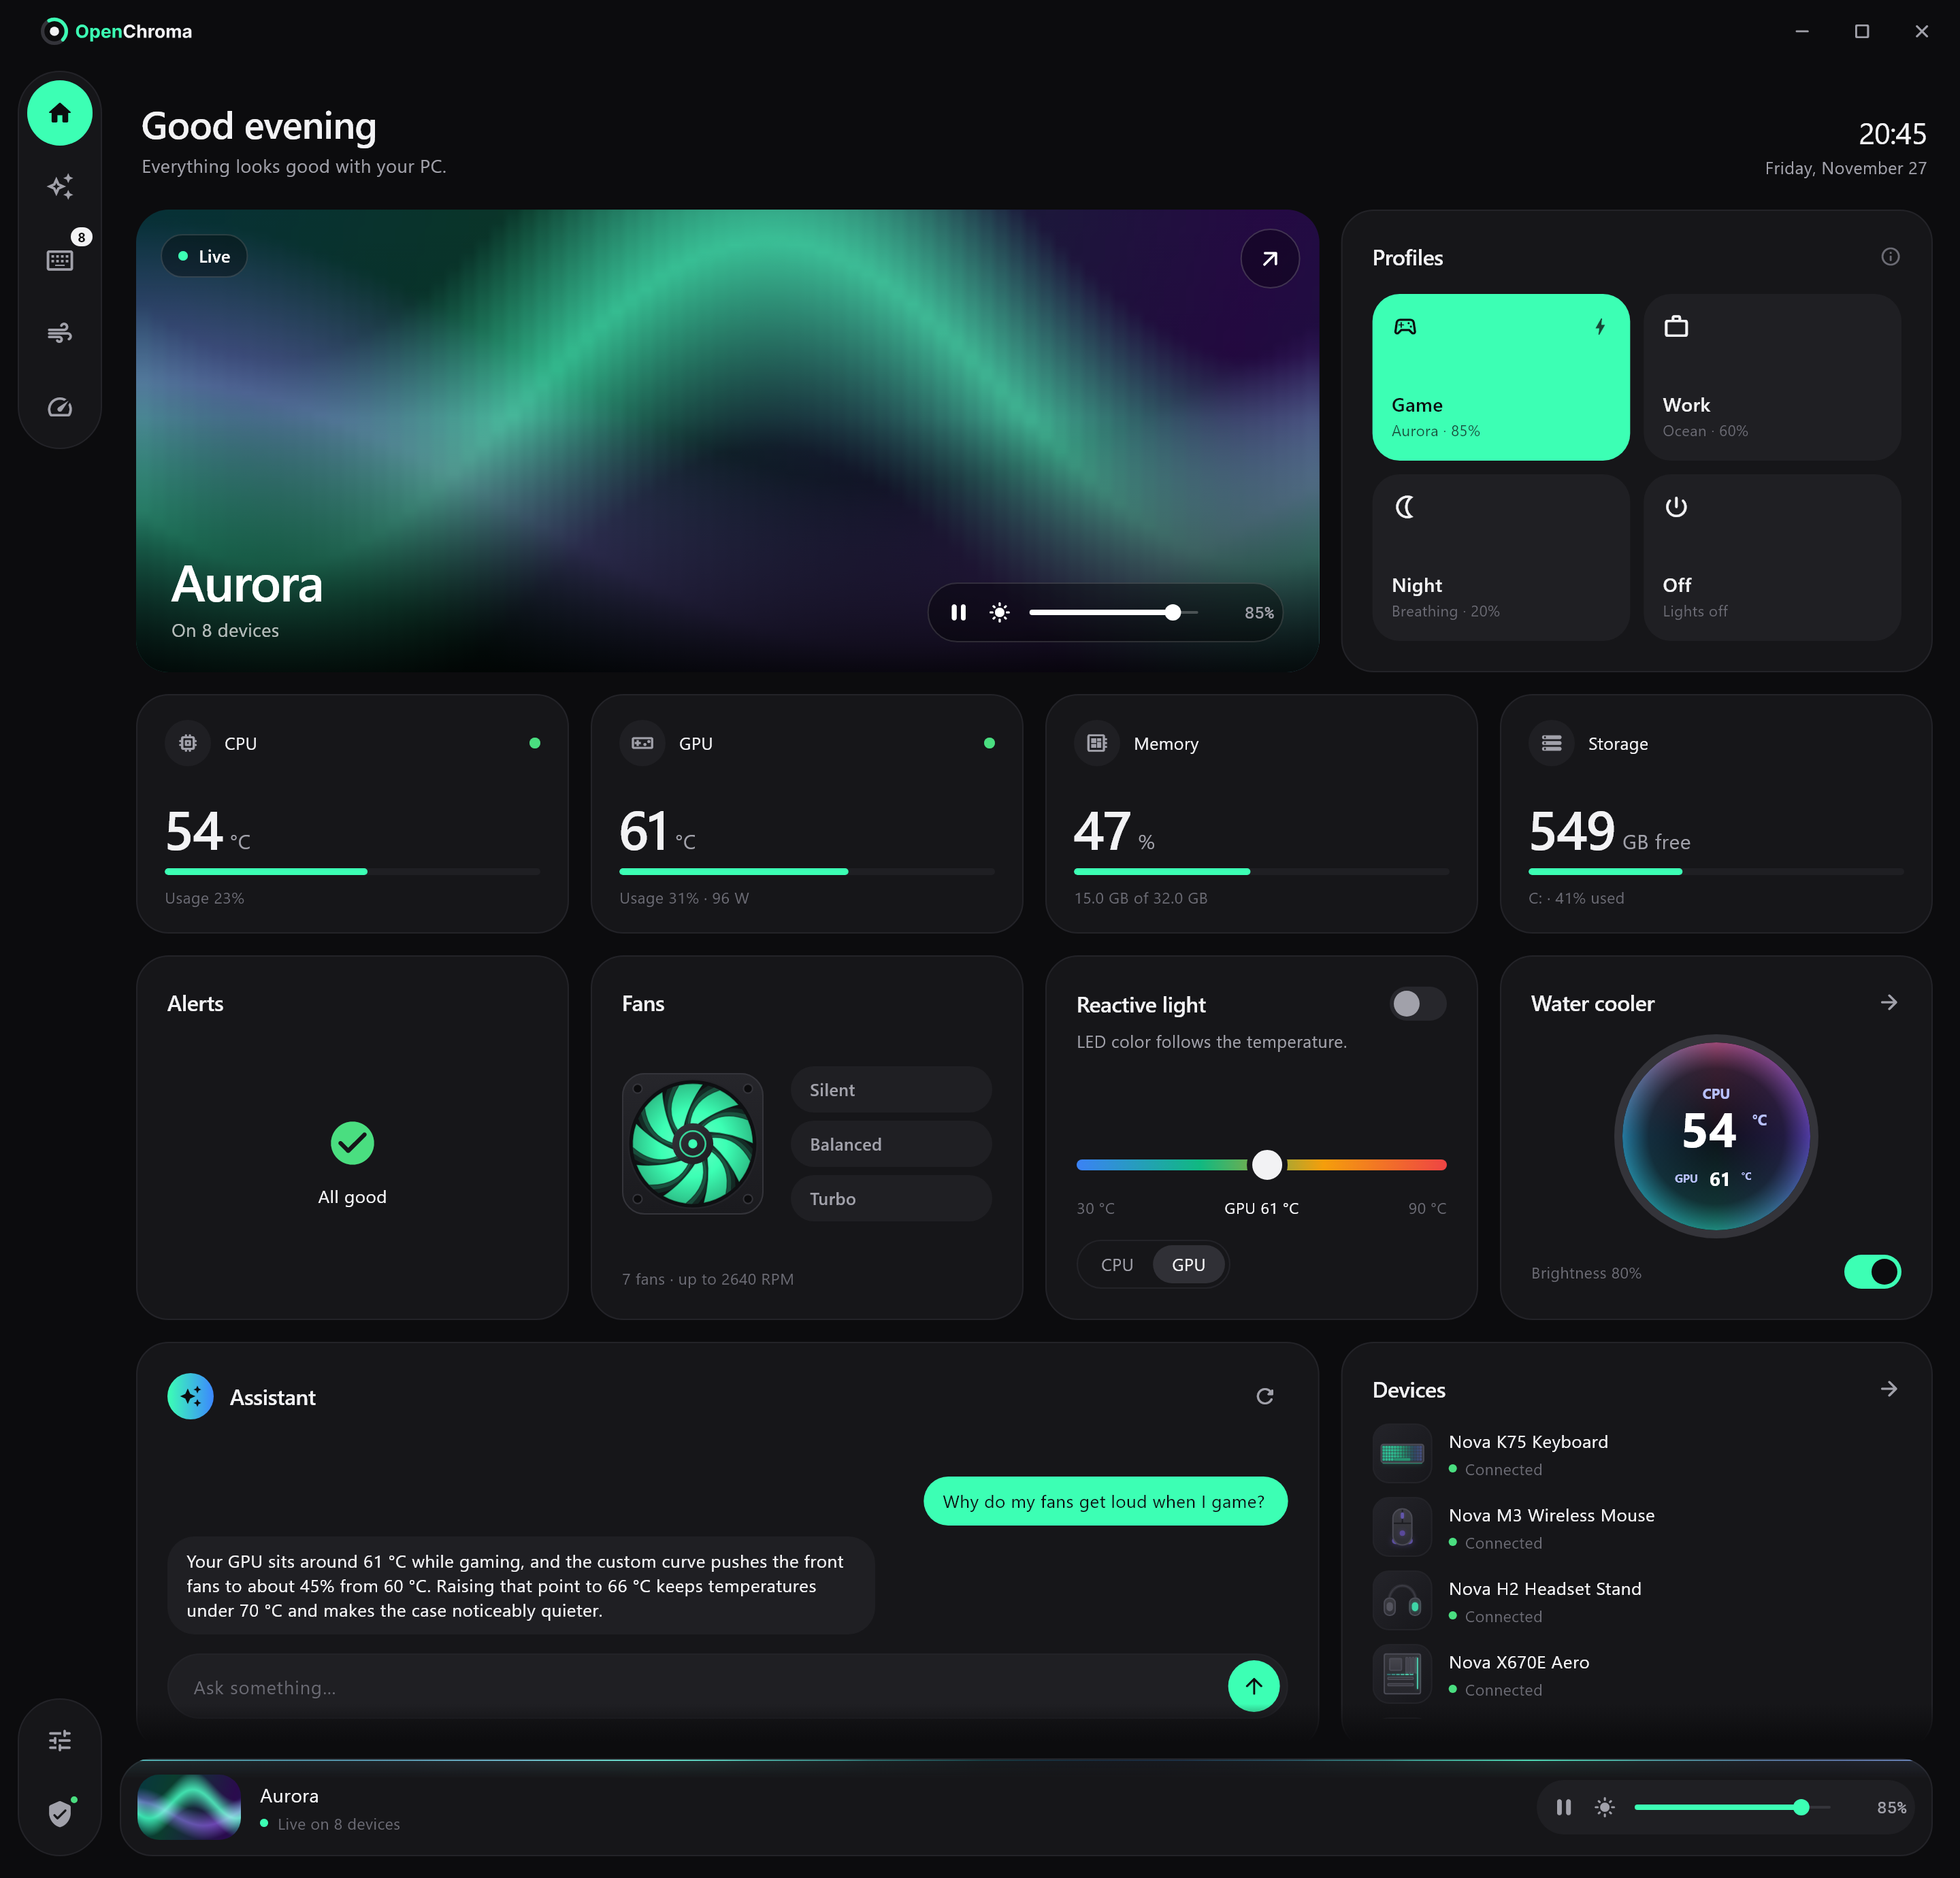 OpenChroma
Good evening
Everything looks good with your PC.
20:45
Friday, November 27
8
Live
Aurora
On 8 devices
85%
Profiles
Game
Aurora · 85%
Work
Ocean · 60%
Night
Breathing · 20%
Off
Lights off
CPU
54 °C
Usage 23%
GPU
61 °C
Usage 31% · 96 W
Memory
47 %
15.0 GB of 32.0 GB
Storage
549 GB free
C: · 41% used
Alerts
All good
Fans
Silent
Balanced
Turbo
7 fans · up to 2640 RPM
Reactive light
LED color follows the temperature.
30 °C
GPU 61 °C
90 °C
CPU
GPU
Water cooler
CPU
54 °C
GPU 61 °C
Brightness 80%
Assistant
Why do my fans get loud when I game?
Your GPU sits around 61 °C while gaming, and the custom curve pushes the front
fans to about 45% from 60 °C. Raising that point to 66 °C keeps temperatures
under 70 °C and makes the case noticeably quieter.
Ask something...
Devices
Nova K75 Keyboard
Connected
Nova M3 Wireless Mouse
Connected
Nova H2 Headset Stand
Connected
Nova X670E Aero
Connected
Aurora
Live on 8 devices
85%